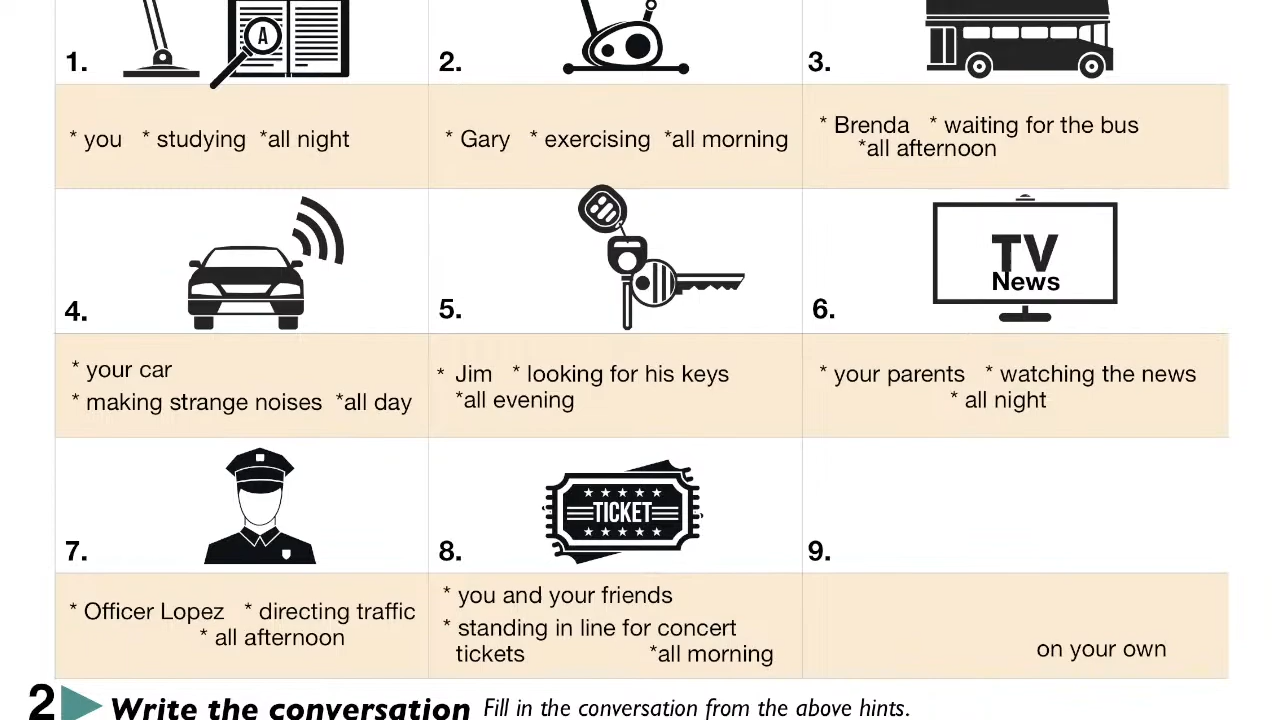 A
1.
2.
3.
* you * studying *all night
* Gary * exercising *all morning
* Brenda * waiting for the bus
*all afternoon
4.
5.
6.
TV
News
* your car
* making strange noises *all day
* Jim * looking for his keys
*all evening
* your parents * watching the news
* all night
7.
8.
TICKET
9.
* Officer Lopez * directing traffic
* all afternoon
* you and your friends
* standing in line for concert
tickets *all morning
on your own
2 Write the conversation Fill in the conversation from the above hints.